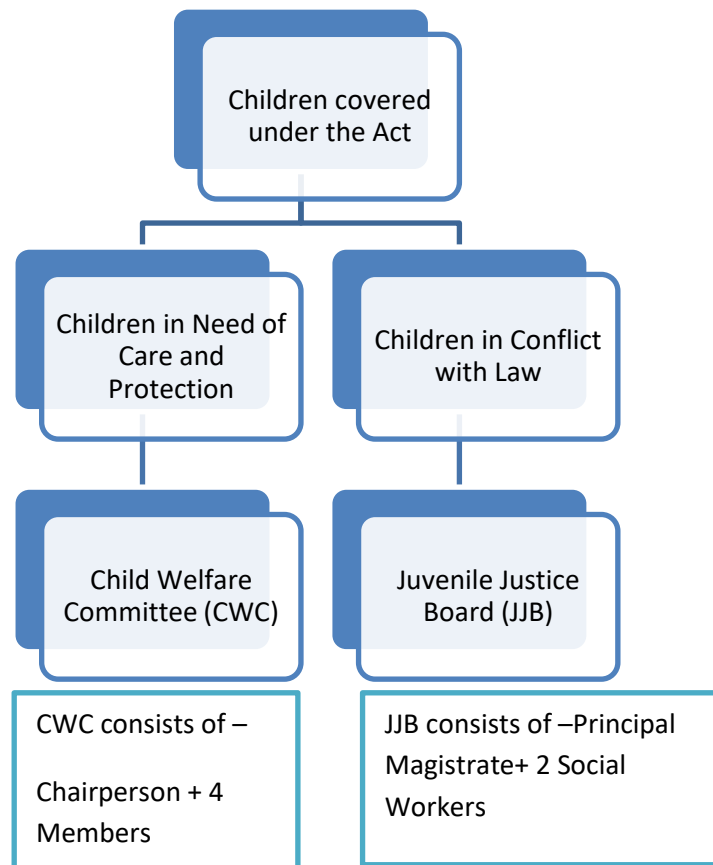 Children covered
under the Act
Children in Need of
Care and
Protection
Children in Conflict
with Law
Child Welfare
Committee (CWC)
Juvenile Justice
Board (JJB)
CWC consists of –
Chairperson + 4
Members
JJB consists of –Principal
Magistrate+ 2 Social
Workers